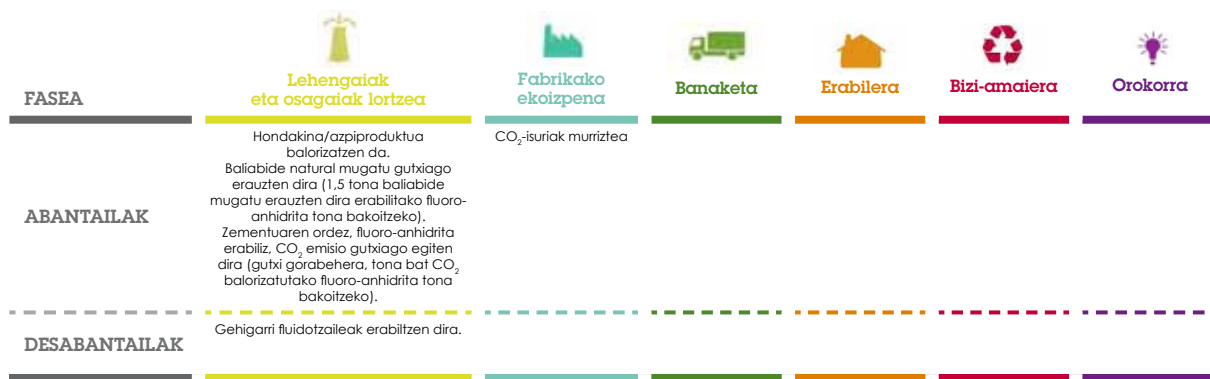 FASEA
Lehengaiak
eta osagaiak lortzea
Fabrikako
ekoizpena
Banaketa
Erabilera
Bizi-amaiera
Orokorra
ABANTAILAK
Hondakina/azpiproduktua
balorizatzen da.
Baliabide natural mugatu gutxiago
erauzten dira (1,5 tona baliabide
mugatu erauzten dira erabilitako fluoro-
anhidrita tona bakoitzeko).
Zementuaren ordez, fluoro-anhidrita
erabiliz, CO₂ emisio gutxiago egiten
dira (gutxi gorabehera, tona bat CO₂
balorizatutako fluoro-anhidrita tona
bakoitzeko).
CO₂-isuriak murriztea
DESABANTAILAK
Gehigarri fluidotzaileak erabiltzen dira.